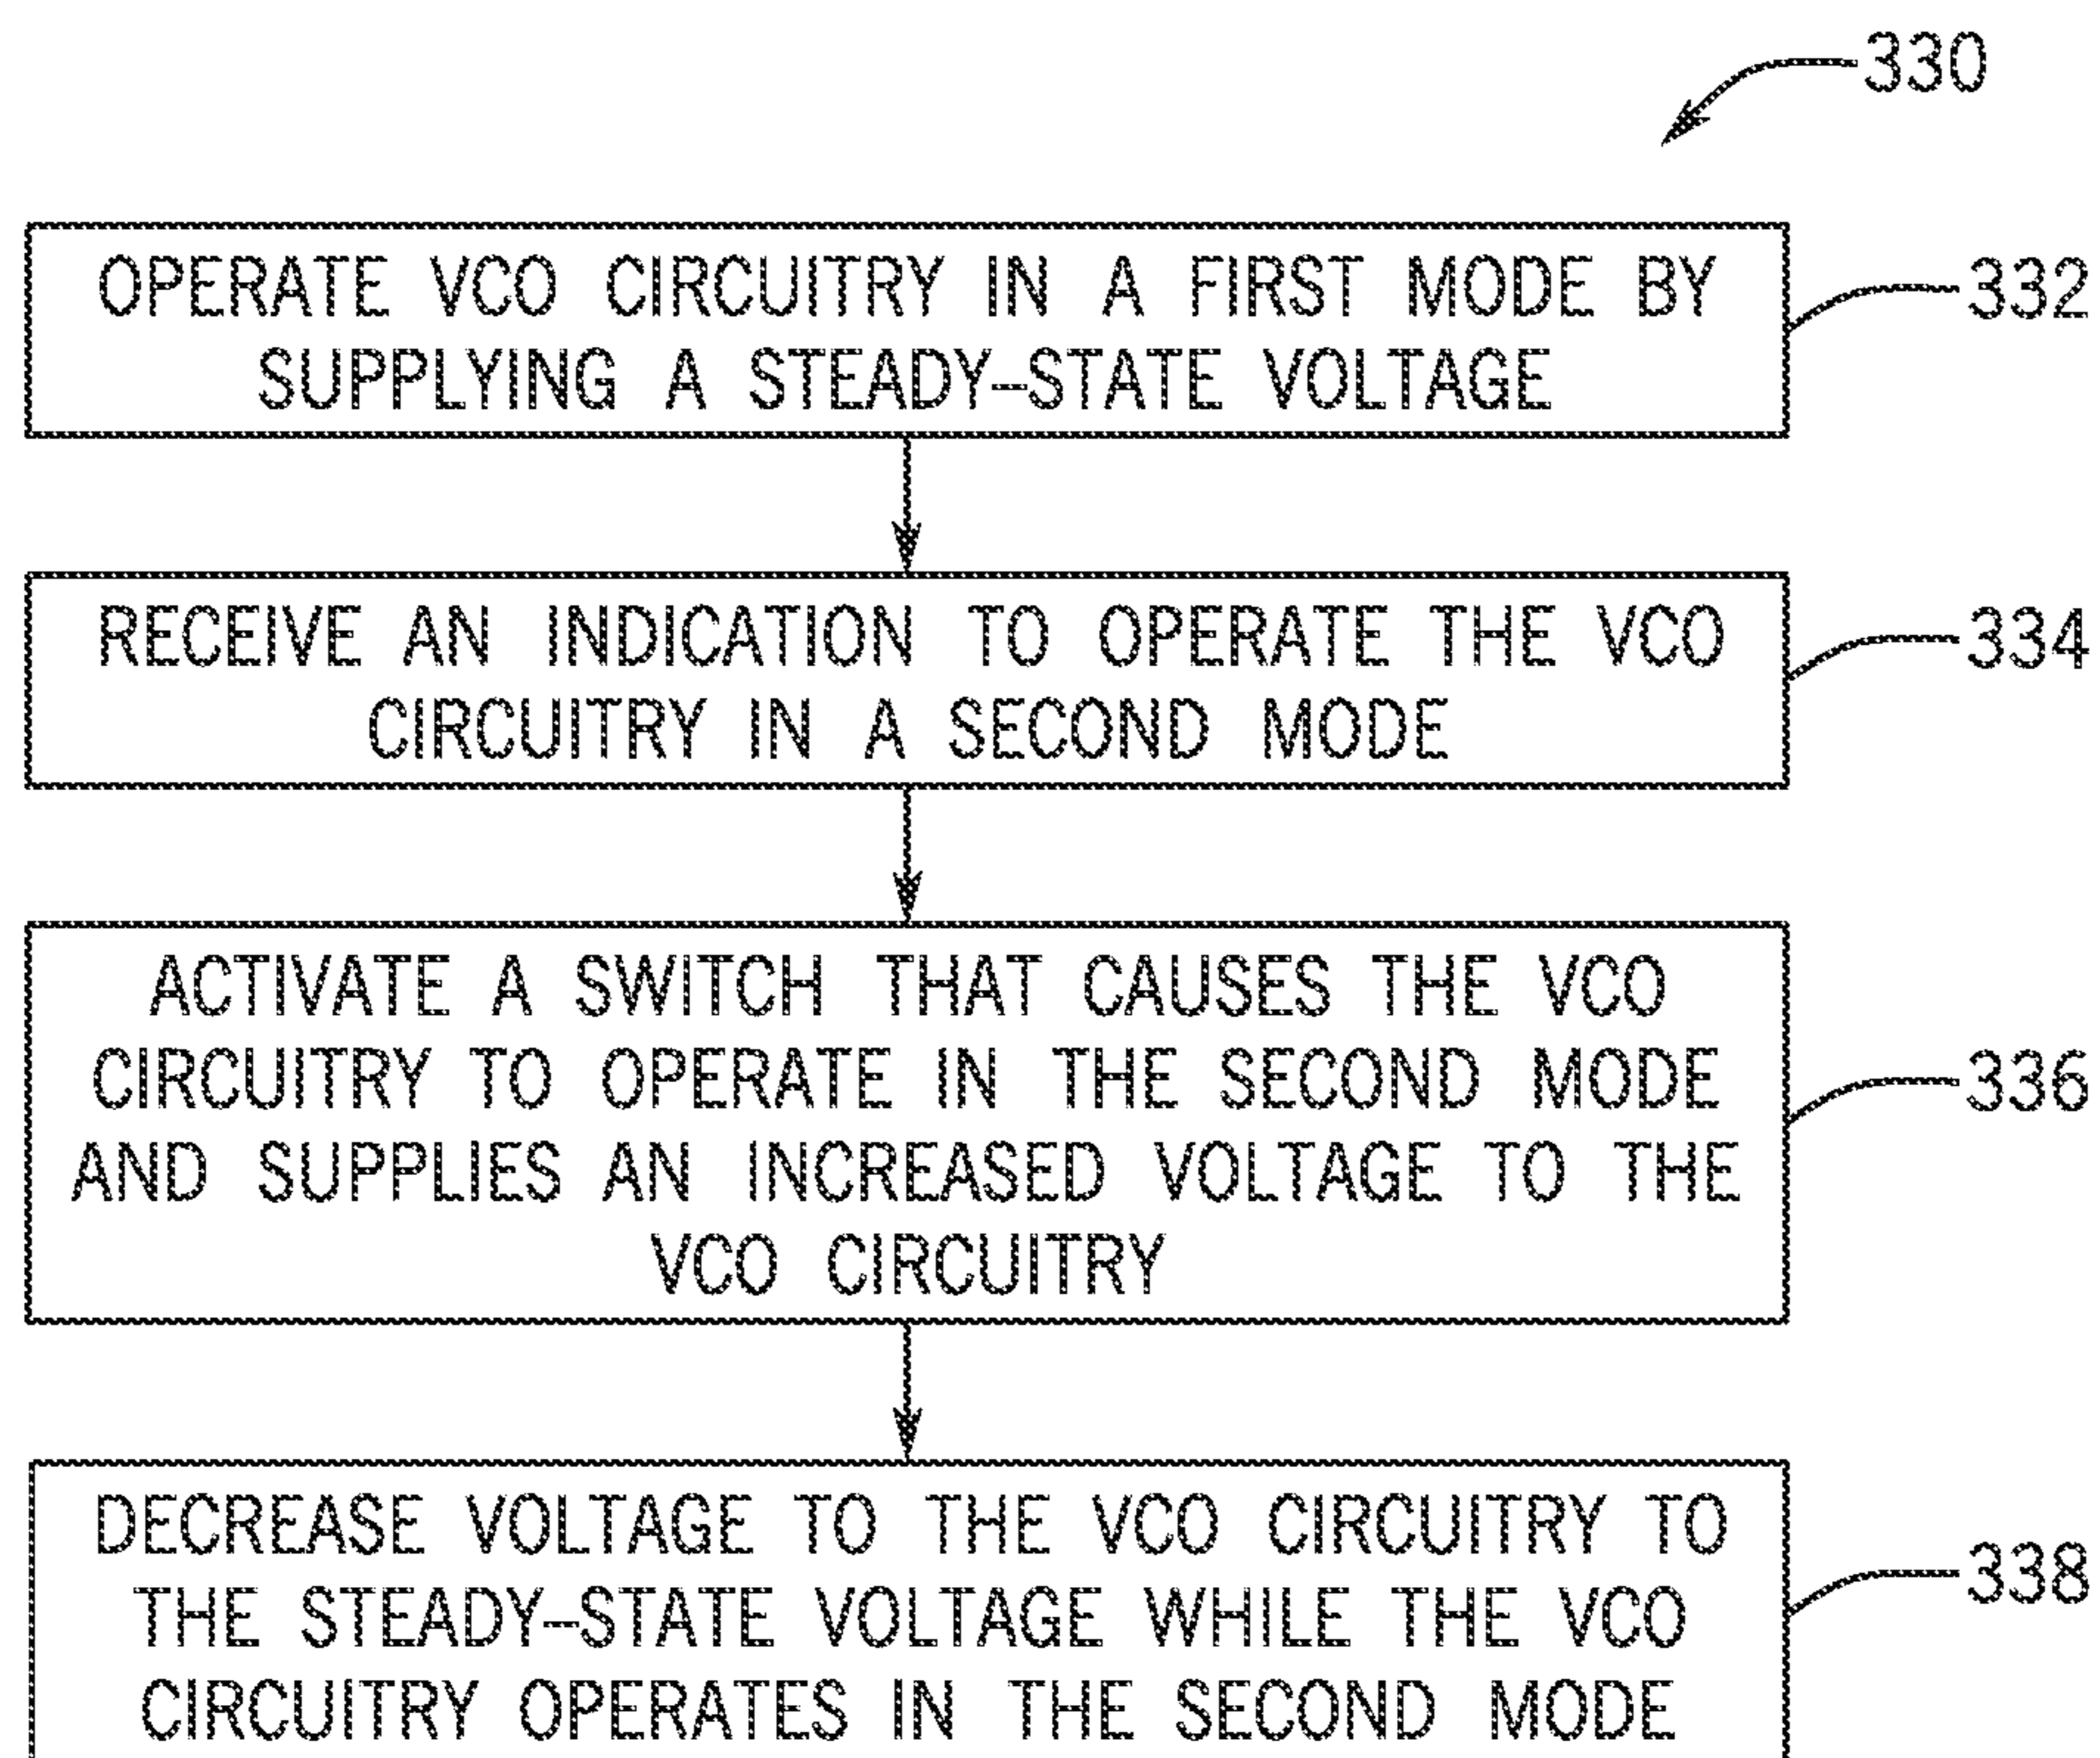 330
OPERATE VCO CIRCUITRY IN A FIRST MODE BY
SUPPLYING A STEADY-STATE VOLTAGE
332
RECEIVE AN INDICATION TO OPERATE THE VCO
CIRCUITRY IN A SECOND MODE
334
ACTIVATE A SWITCH THAT CAUSES THE VCO
CIRCUITRY TO OPERATE IN THE SECOND MODE
AND SUPPLIES AN INCREASED VOLTAGE TO THE
VCO CIRCUITRY
336
DECREASE VOLTAGE TO THE VCO CIRCUITRY TO
THE STEADY-STATE VOLTAGE WHILE THE VCO
CIRCUITRY OPERATES IN THE SECOND MODE
338